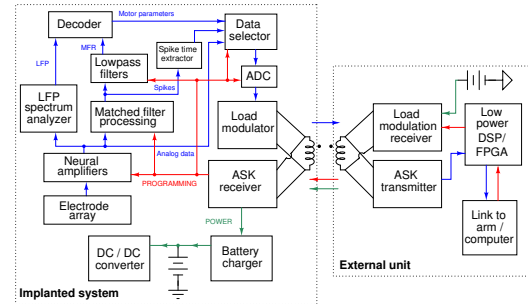 Decoder
Motor parameters
Data
selector
LFP
MFR
Spike time
extractor
Lowpass
filters
ADC
Spikes
LFP
spectrum
analyzer
Matched filter
processing
Load
modulator
Analog data
Neural
amplifiers
PROGRAMMING
ASK
receiver
Electrode
array
POWER
DC / DC
converter
Battery
charger
Implanted system
Load
modulation
receiver
Low
power
DSP/
FPGA
ASK
transmitter
Link to
arm /
computer
External unit